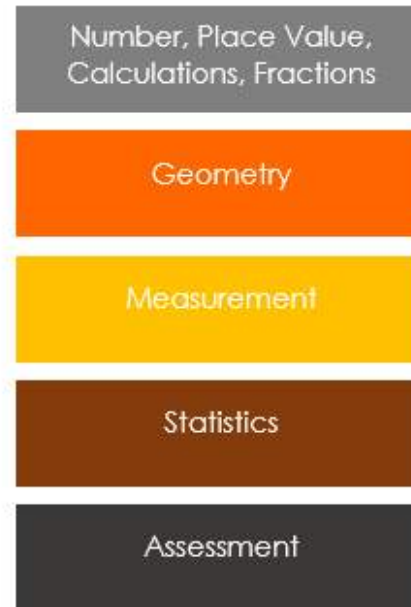 Number, Place Value,
Calculations, Fractions
Geometry
Measurement
Statistics
Assessment